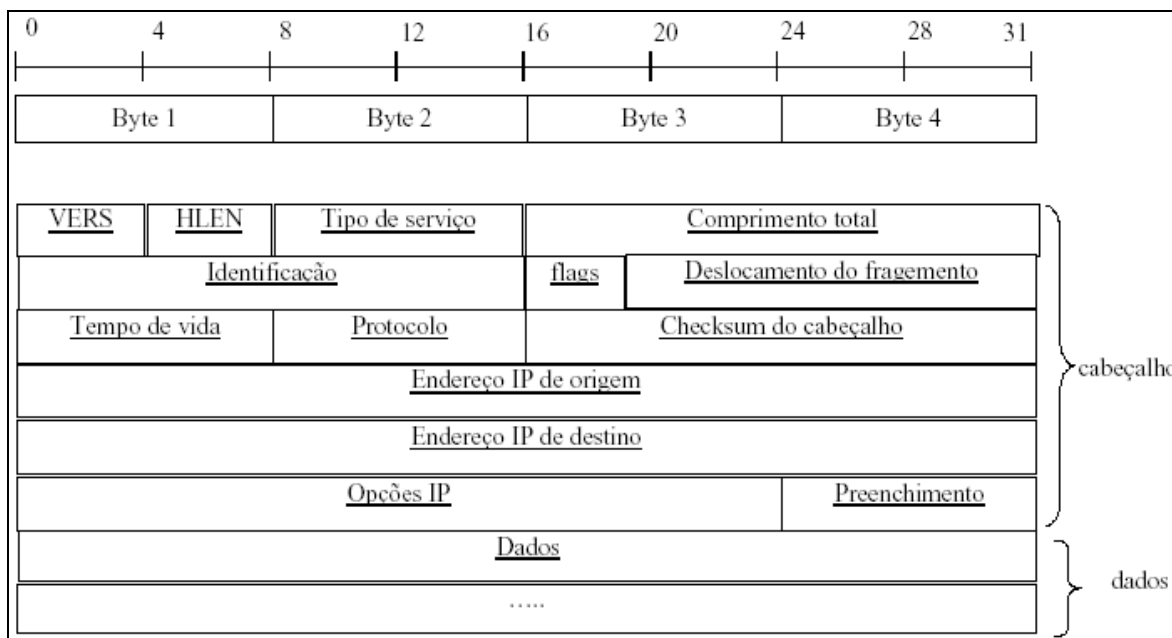 0 4 8 12 16 20 24 28 31
Byte 1 Byte 2 Byte 3 Byte 4
VERS HLEN Tipo de serviço Comprimento total
Identificação flags Deslocamento do fragemento
Tempo de vida Protocolo Checksum do cabeçalho
cabeçalho
Endereço IP de origem
Endereço IP de destino
Opções IP Preenchimento
Dados
dados
…..